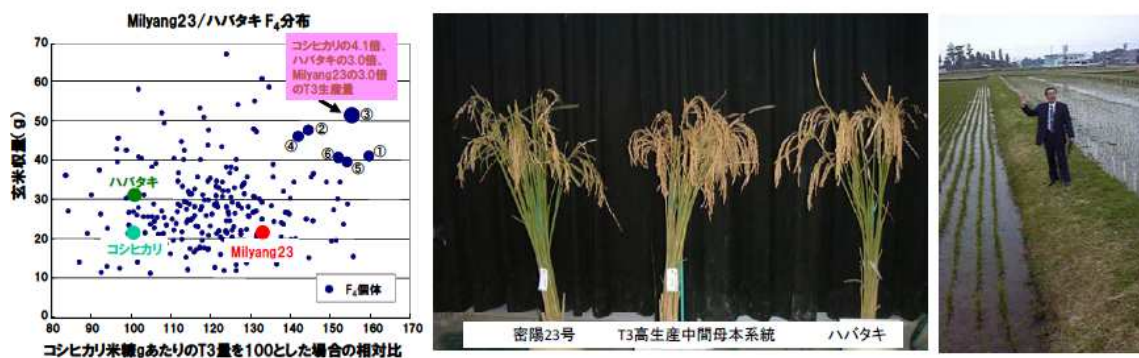 Milyang23/ハバタキ F₄分布
玄米収量(g)
70
60
50
40
30
20
10
0
コシヒカリの4.1倍、
ハバタキの3.0倍、
Milyang23の3.0倍
のT3生産量
③
②
④
①
⑥
⑤
ハバタキ
コシヒカリ
Milyang23
F₄個体
80 90 100 110 120 130 140 150 160 170
コシヒカリ米糠gあたりのT3量を100とした場合の相対比
密陽23号 T3高生産中間母本系統 ハバタキ